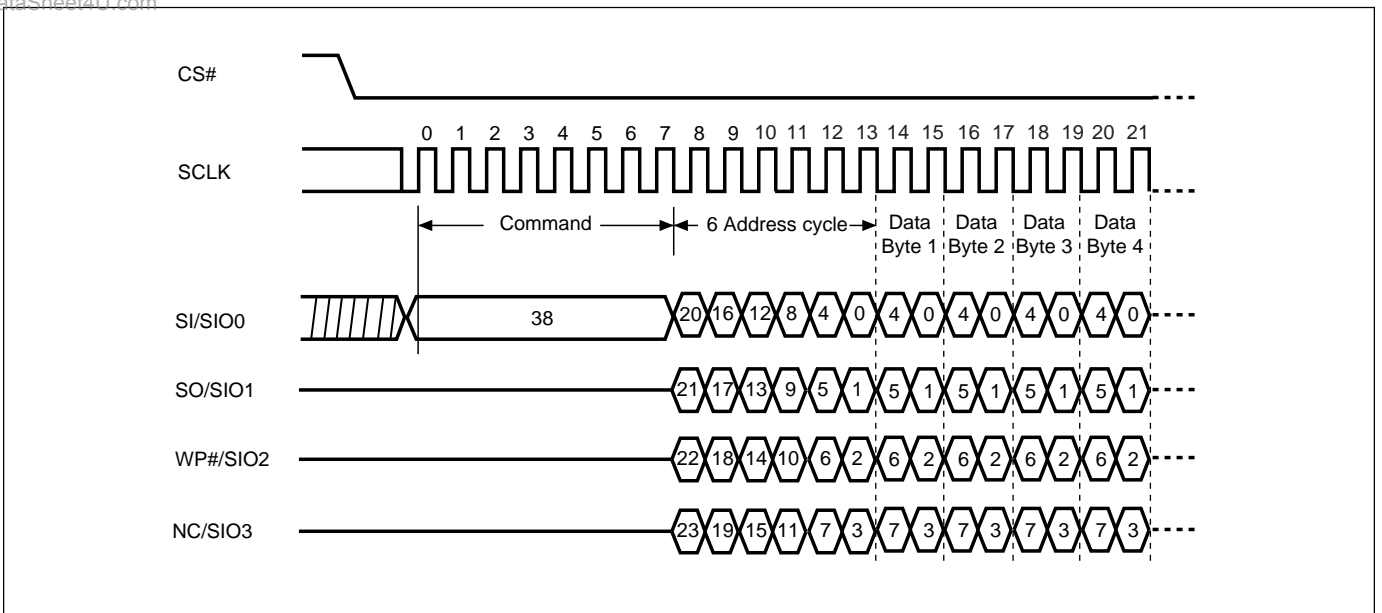 ataSheet4U.com
CS#
0 1 2 3 4 5 6 7 8 9 10 11 12 13 14 15 16 17 18 19 20 21
SCLK
Command 6 Address cycle Data Data Data Data
Byte 1 Byte 2 Byte 3 Byte 4
SI/SIO0 38 20 16 12 8 4 0 4 0 4 0 4 0 4 0
SO/SIO1 21 17 13 9 5 1 5 1 5 1 5 1 5 1
WP#/SIO2 22 18 14 10 6 2 6 2 6 2 6 2 6 2
NC/SIO3 23 19 15 11 7 3 7 3 7 3 7 3 7 3